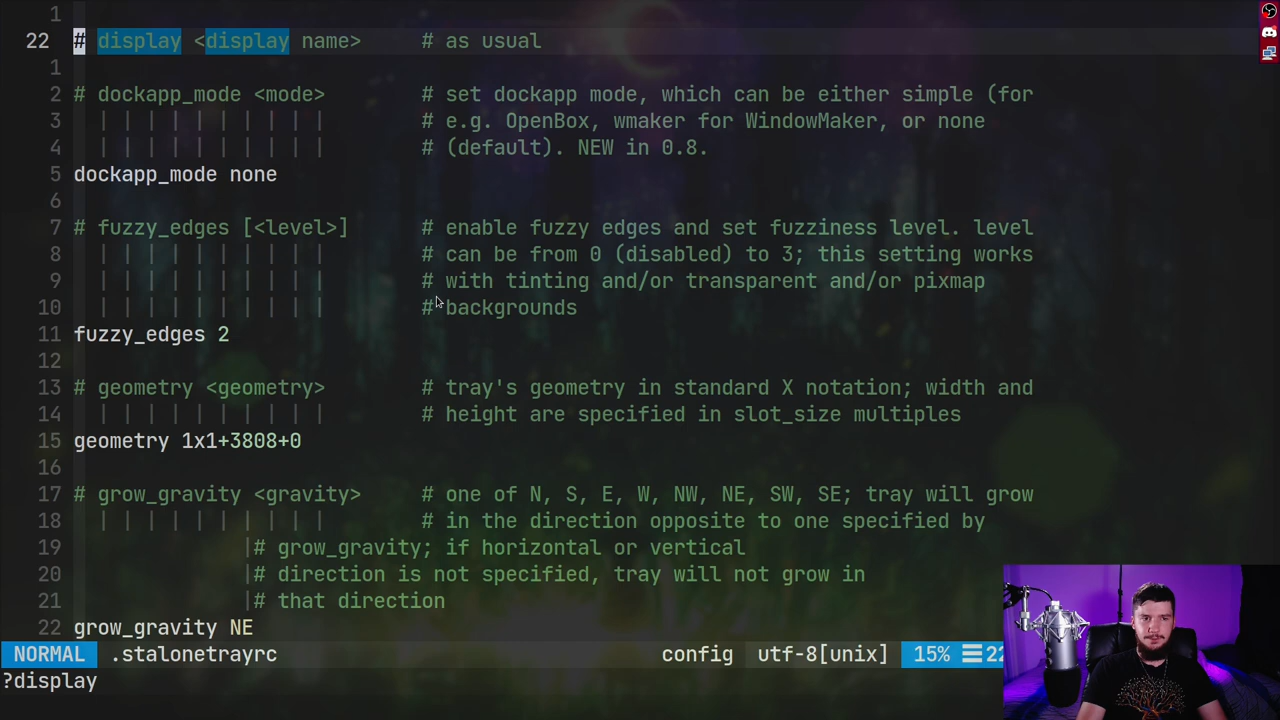 1
22 # display <display name> # as usual
1
2 # dockapp_mode <mode> # set dockapp mode, which can be either simple (for
3 # e.g. OpenBox, wmaker for WindowMaker, or none
4 # (default). NEW in 0.8.
5 dockapp_mode none
6
7 # fuzzy_edges [<level>] # enable fuzzy edges and set fuzziness level. level
8 # can be from 0 (disabled) to 3; this setting works
9 # with tinting and/or transparent and/or pixmap
10 # backgrounds
11 fuzzy_edges 2
12
13 # geometry <geometry> # tray's geometry in standard X notation; width and
14 # height are specified in slot_size multiples
15 geometry 1x1+3808+0
16
17 # grow_gravity <gravity> # one of N, S, E, W, NW, NE, SW, SE; tray will grow
18 # in the direction opposite to one specified by
19 # grow_gravity; if horizontal or vertical
20 # direction is not specified, tray will not grow in
21 # that direction
22 grow_gravity NE
NORMAL .stalonetrayrc config utf-8[unix] 15% ☰22
?display